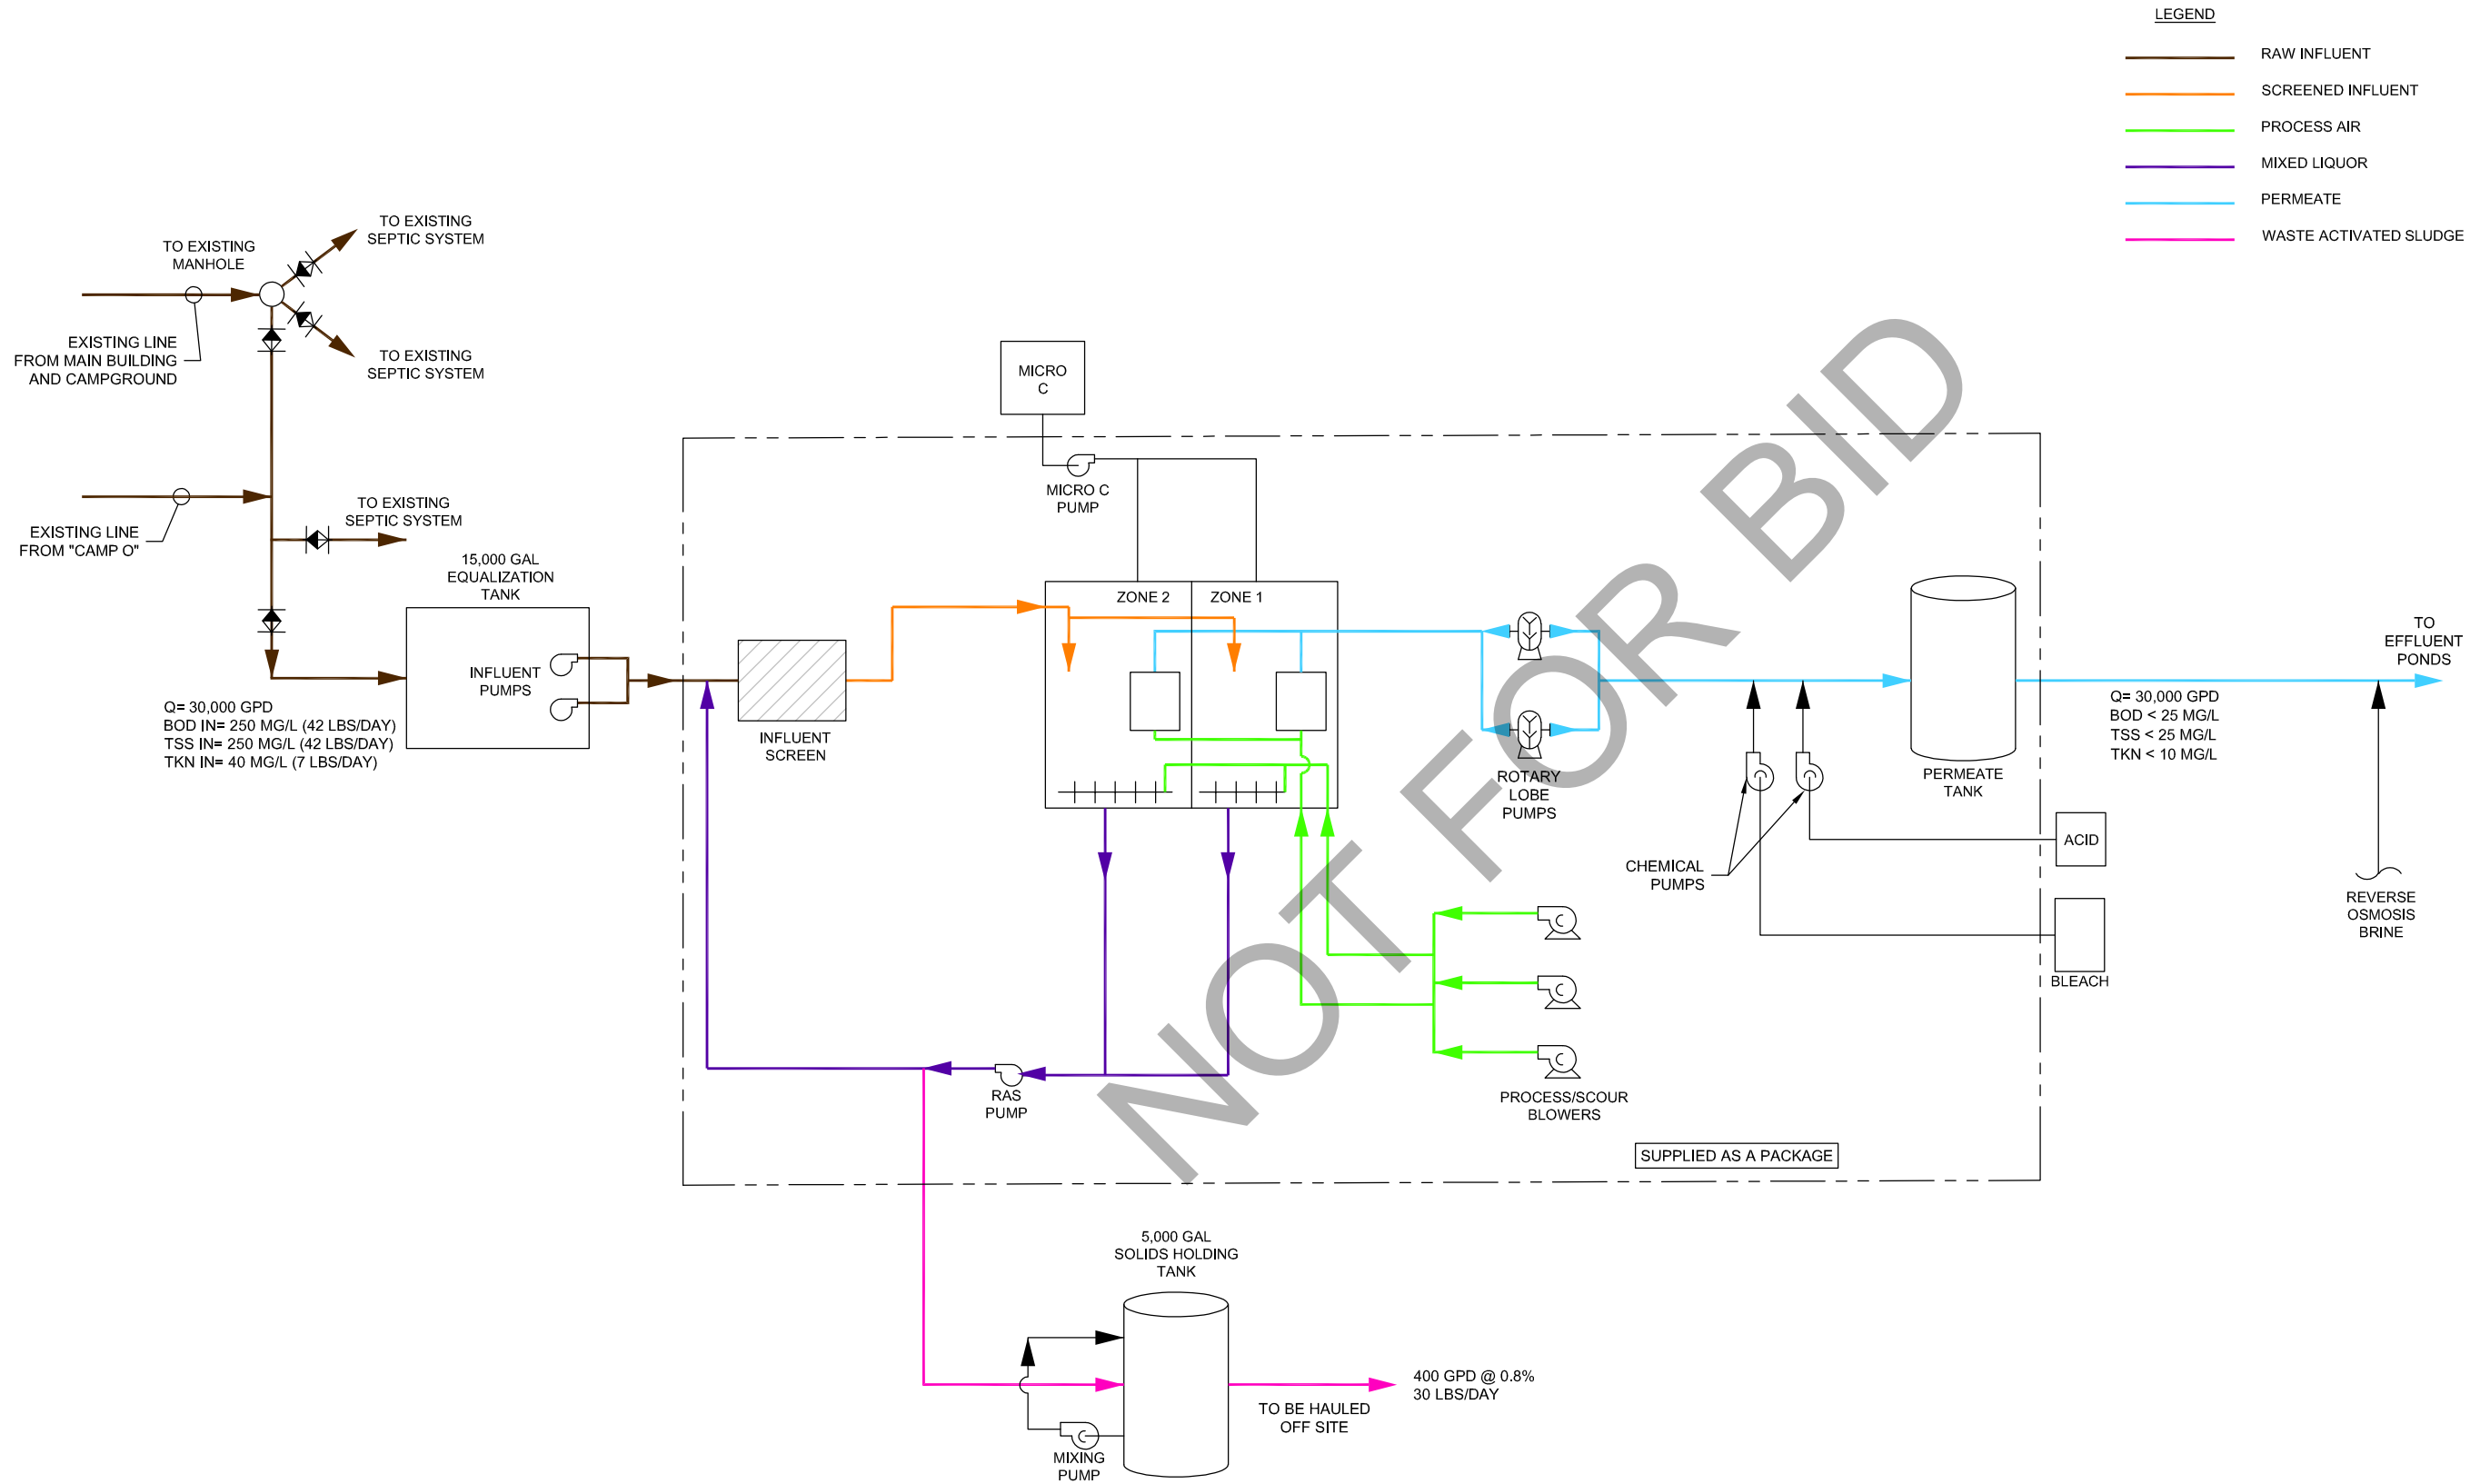 LEGEND
RAW INFLUENT
SCREENED INFLUENT
PROCESS AIR
MIXED LIQUOR
PERMEATE
WASTE ACTIVATED SLUDGE
TO EXISTING
SEPTIC SYSTEM
TO EXISTING
MANHOLE
EXISTING LINE
FROM MAIN BUILDING
AND CAMPGROUND
TO EXISTING
SEPTIC SYSTEM
EXISTING LINE
FROM "CAMP O"
TO EXISTING
SEPTIC SYSTEM
15,000 GAL
EQUALIZATION
TANK
INFLUENT
PUMPS
Q= 30,000 GPD
BOD IN= 250 MG/L (42 LBS/DAY)
TSS IN= 250 MG/L (42 LBS/DAY)
TKN IN= 40 MG/L (7 LBS/DAY)
INFLUENT
SCREEN
MICRO
C
MICRO C
PUMP
ZONE 2
ZONE 1
ROTARY
LOBE
PUMPS
PERMEATE
TANK
TO
EFFLUENT
PONDS
Q= 30,000 GPD
BOD < 25 MG/L
TSS < 25 MG/L
TKN < 10 MG/L
CHEMICAL
PUMPS
ACID
BLEACH
REVERSE
OSMOSIS
BRINE
RAS
PUMP
PROCESS/SCOUR
BLOWERS
SUPPLIED AS A PACKAGE
5,000 GAL
SOLIDS HOLDING
TANK
400 GPD @ 0.8%
30 LBS/DAY
TO BE HAULED
OFF SITE
MIXING
PUMP
NOT FOR BID